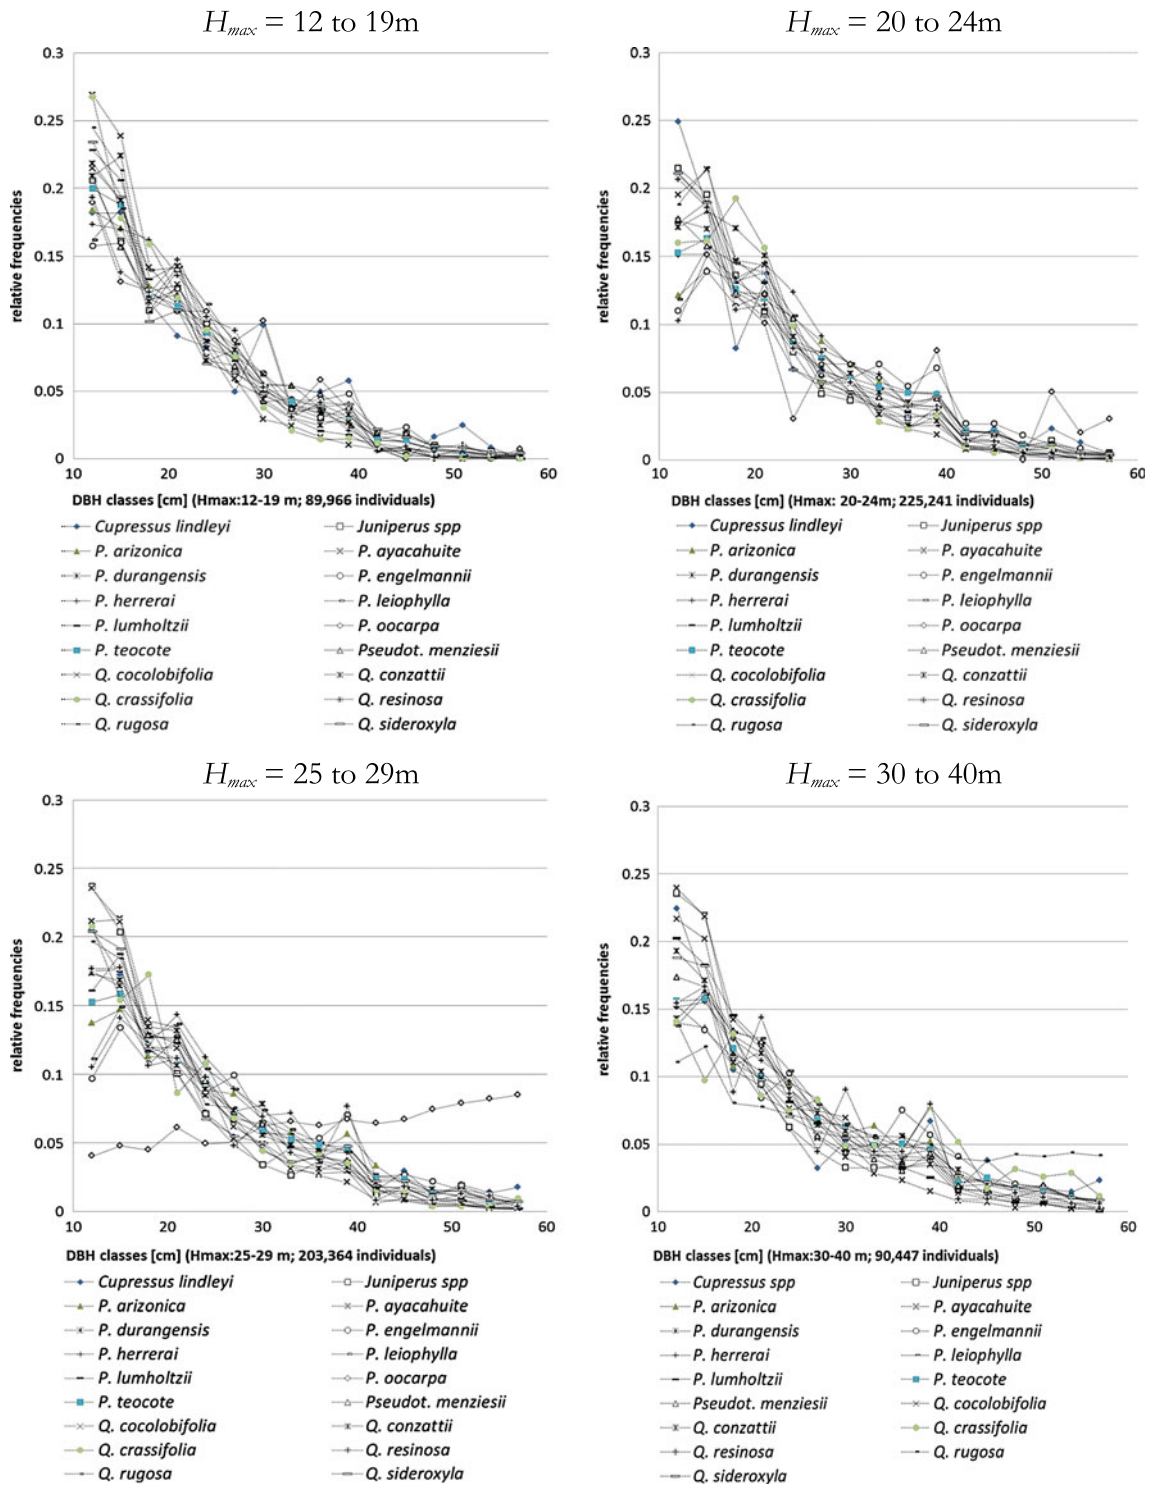 Hmax = 12 to 19m
0.3
0.25
0.2
0.15
0.1
0.05
0
relative frequencies
10 20 30 40 50 60
DBH classes [cm] (Hmax:12-19 m; 89,966 individuals)
Cupressus lindleyi Juniperus spp
P. arizonica P. ayacahuite
P. durangensis P. engelmannii
P. herrerai P. leiophylla
P. lumholtzii P. oocarpa
P. teocote Pseudot. menziesii
Q. cocolobifolia Q. conzattii
Q. crassifolia Q. resinosa
Q. rugosa Q. sideroxyla
Hmax = 20 to 24m
0.3
0.25
0.2
0.15
0.1
0.05
0
relative frequencies
10 20 30 40 50 60
DBH classes [cm] (Hmax: 20-24m; 225,241 individuals)
Cupressus lindleyi Juniperus spp
P. arizonica P. ayacahuite
P. durangensis P. engelmannii
P. herrerai P. leiophylla
P. lumholtzii P. oocarpa
P. teocote Pseudot. menziesii
Q. cocolobifolia Q. conzattii
Q. crassifolia Q. resinosa
Q. rugosa Q. sideroxyla
Hmax = 25 to 29m
0.3
0.25
0.2
0.15
0.1
0.05
0
relative frequencies
10 20 30 40 50 60
DBH classes [cm] (Hmax:25-29 m; 203,364 individuals)
Cupressus lindleyi Juniperus spp
P. arizonica P. ayacahuite
P. durangensis P. engelmannii
P. herrerai P. leiophylla
P. lumholtzii P. oocarpa
P. teocote Pseudot. menziesii
Q. cocolobifolia Q. conzattii
Q. crassifolia Q. resinosa
Q. rugosa Q. sideroxyla
Hmax = 30 to 40m
0.3
0.25
0.2
0.15
0.1
0.05
0
relative frequencies
10 20 30 40 50 60
DBH classes [cm] (Hmax:30-40 m; 90,447 individuals)
Cupressus spp Juniperus spp
P. arizonica P. ayacahuite
P. durangensis P. engelmannii
P. herrerai P. leiophylla
P. lumholtzii P. teocote
Pseudot. menziesii Q. cocolobifolia
Q. conzattii Q. crassifolia
Q. resinosa Q. rugosa
Q. sideroxyla